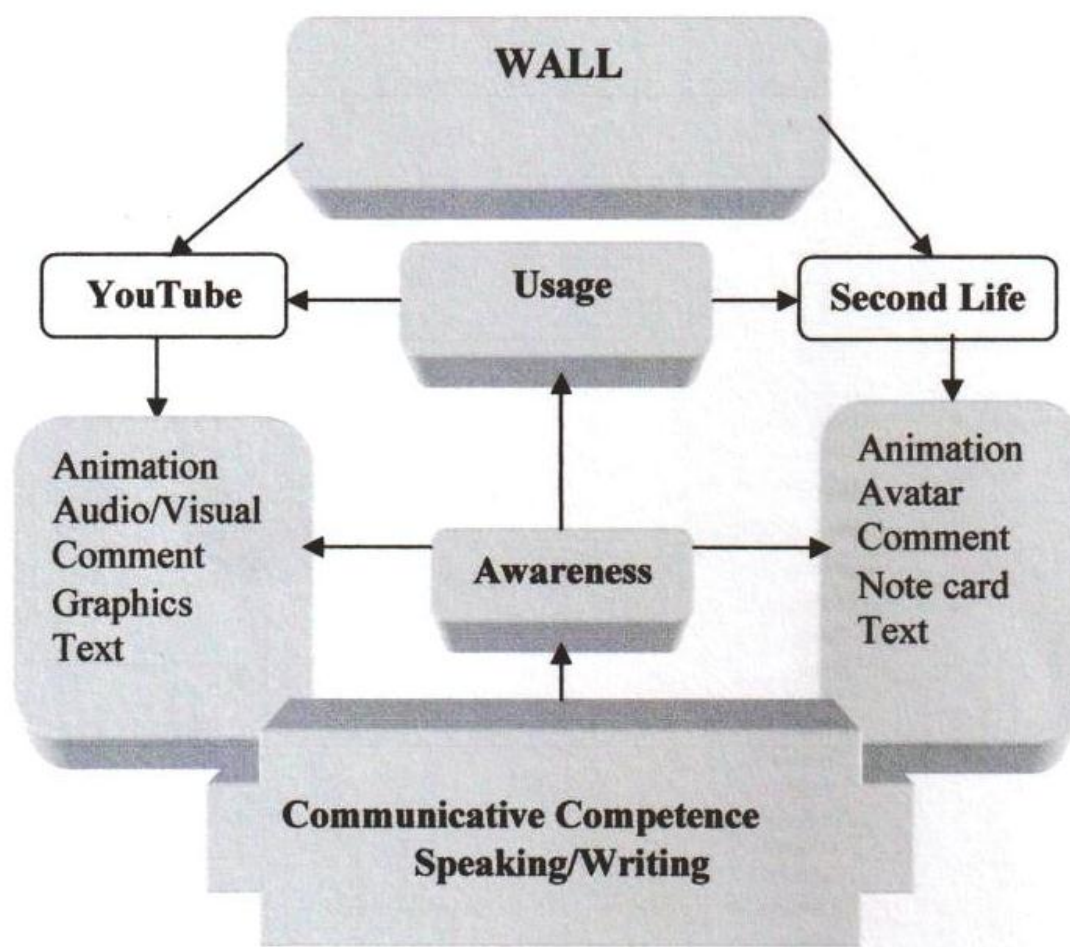 WALL
YouTube
Usage
Second Life
Animation
Audio/Visual
Comment
Graphics
Text
Awareness
Animation
Avatar
Comment
Note card
Text
Communicative Competence
Speaking/Writing